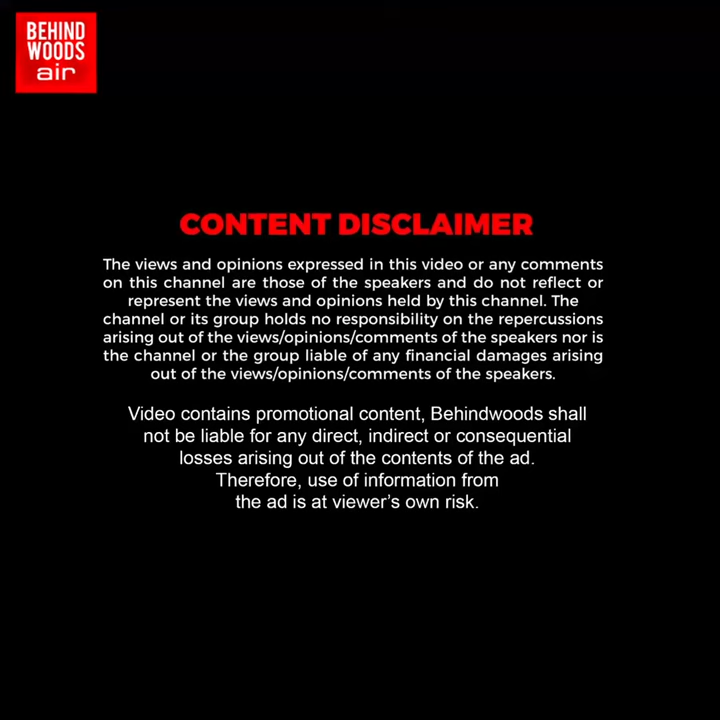 BEHIND
WOODS
air
CONTENT DISCLAIMER
The views and opinions expressed in this video or any comments
on this channel are those of the speakers and do not reflect or
represent the views and opinions held by this channel. The
channel or its group holds no responsibility on the repercussions
arising out of the views/opinions/comments of the speakers nor is
the channel or the group liable of any financial damages arising
out of the views/opinions/comments of the speakers.
Video contains promotional content, Behindwoods shall
not be liable for any direct, indirect or consequential
losses arising out of the contents of the ad.
Therefore, use of information from
the ad is at viewer’s own risk.